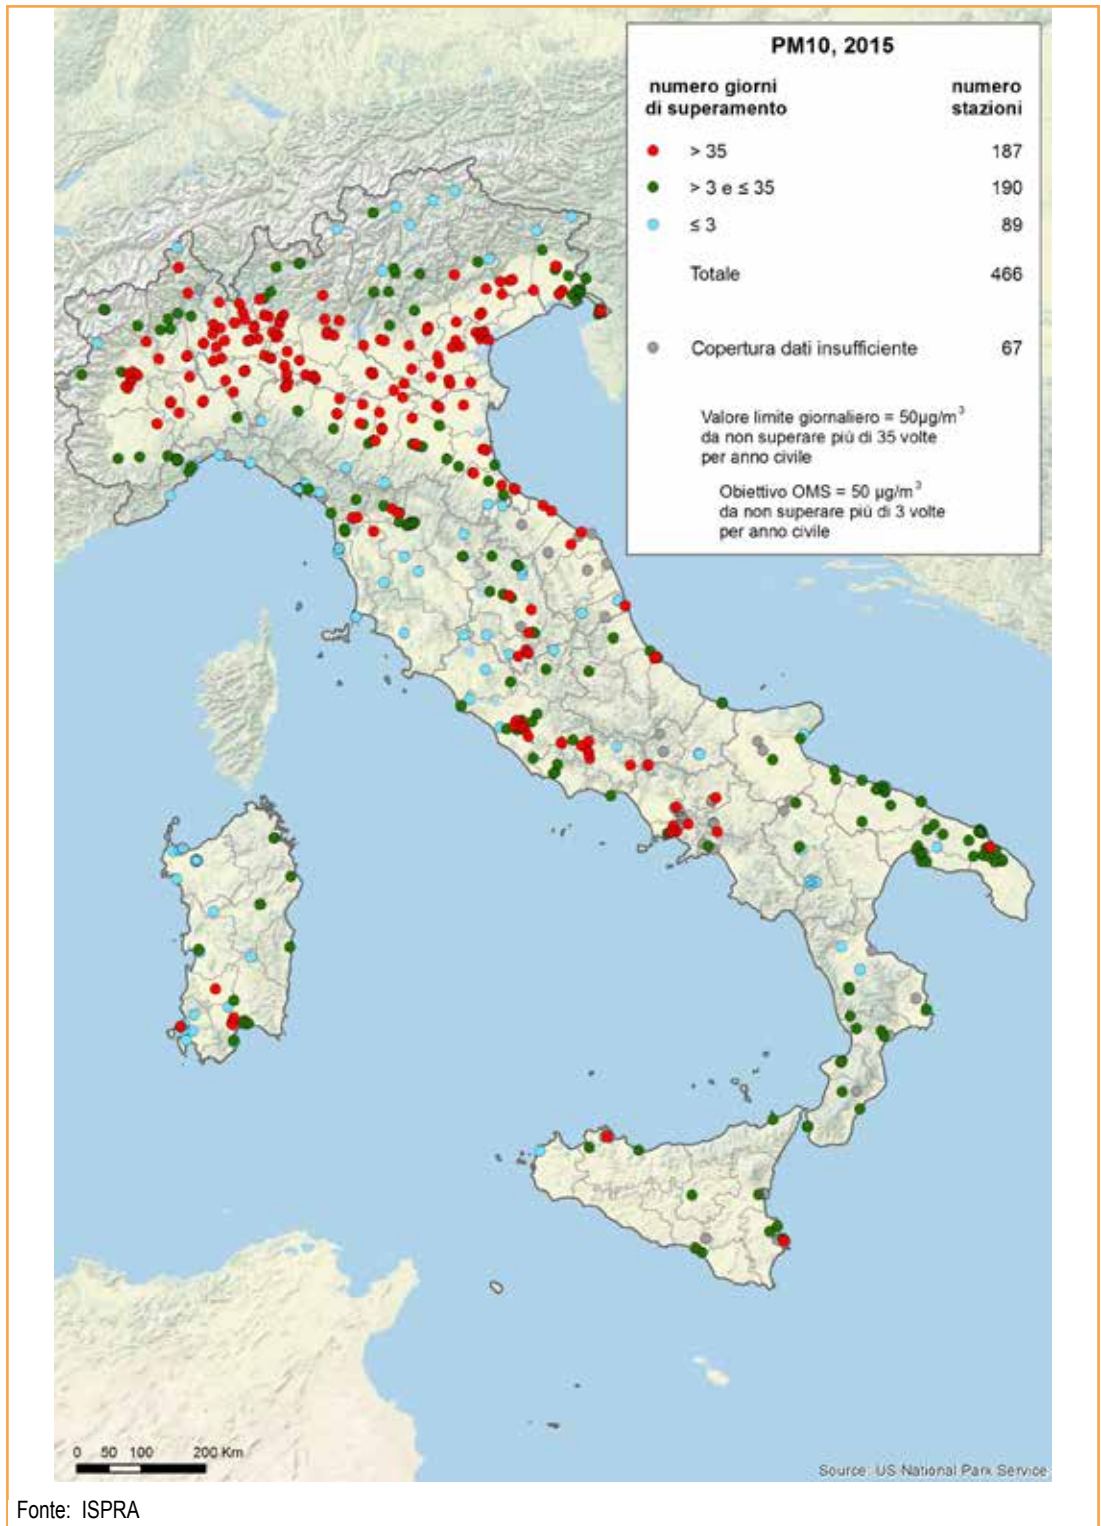 PM10, 2015
numero giorni di superamento numero stazioni
> 35 187
> 3 e ≤ 35 190
≤ 3 89
Totale 466
Copertura dati insufficiente 67
Valore limite giornaliero = 50µg/m³
da non superare più di 35 volte
per anno civile
Obiettivo OMS = 50 µg/m³
da non superare più di 3 volte
per anno civile
0 50 100 200 Km
Source: US National Park Service
Fonte: ISPRA